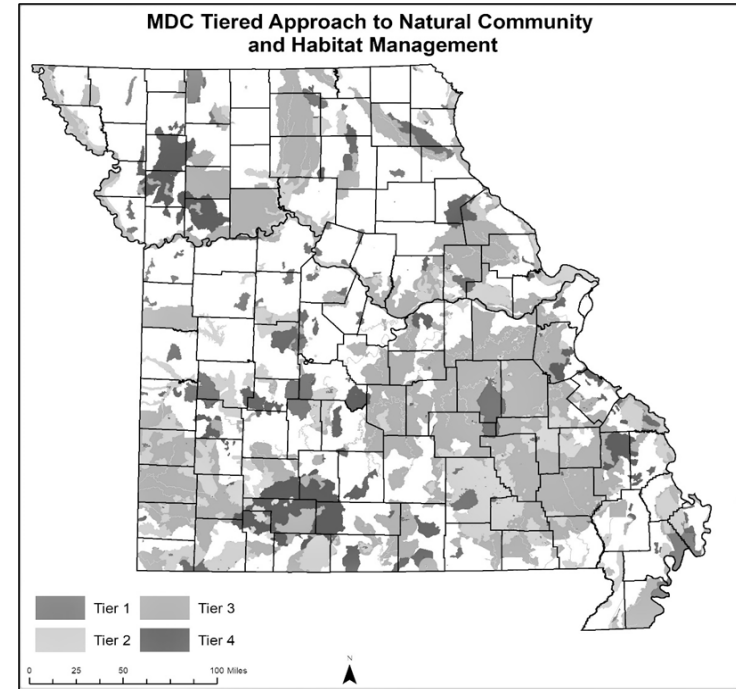 MDC Tiered Approach to Natural Community
and Habitat Management
Tier 1
Tier 3
Tier 2
Tier 4
0 25 50 100 Miles
N